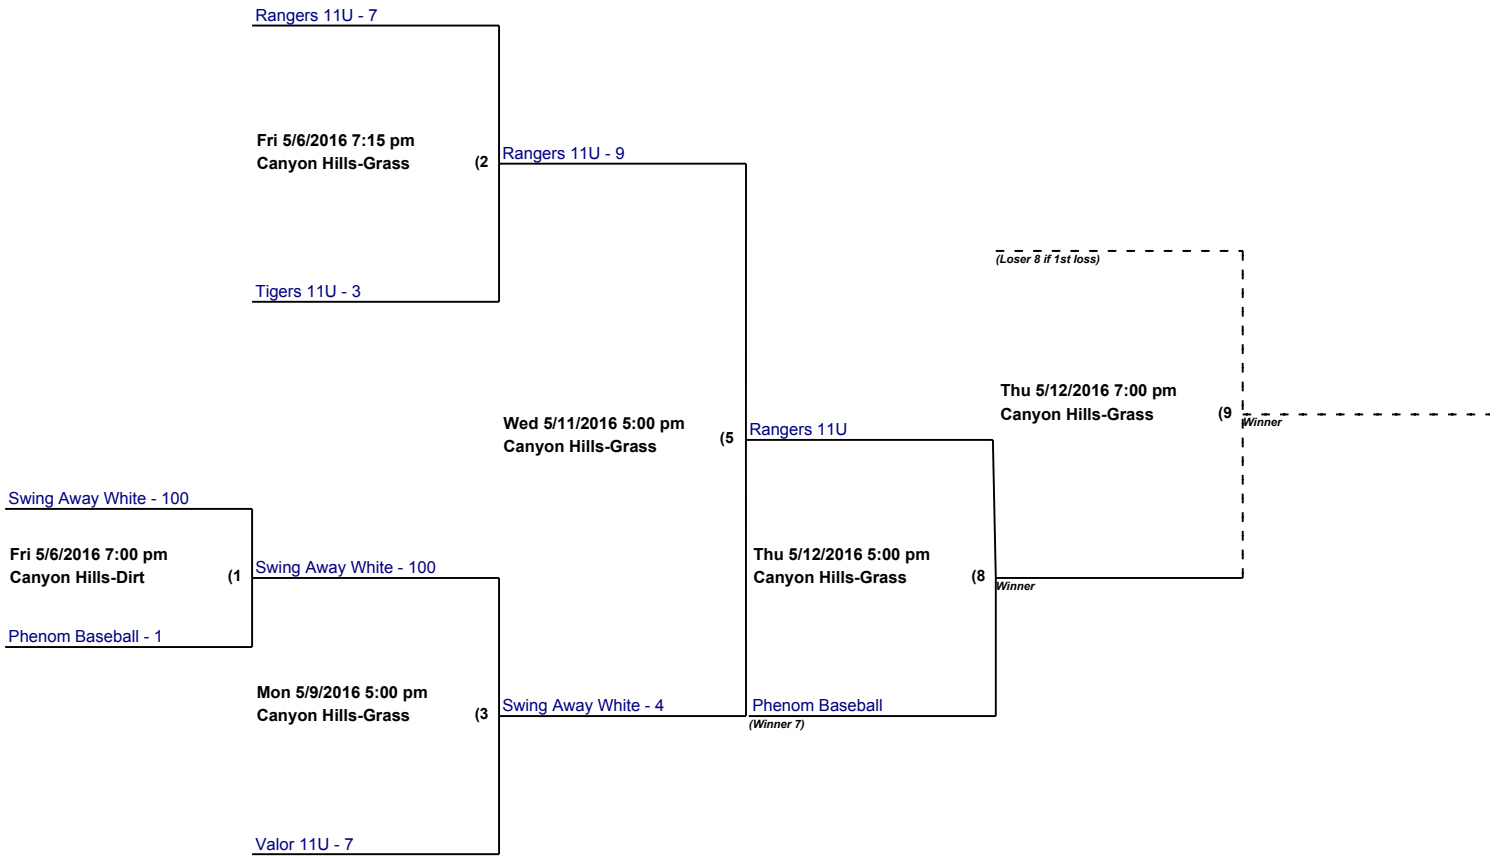 Rangers 11U - 7
Fri 5/6/2016 7:15 pm
Canyon Hills-Grass (2
Rangers 11U - 9
Tigers 11U - 3
(Loser 8 if 1st loss)
Thu 5/12/2016 7:00 pm
Canyon Hills-Grass (9
Winner
Wed 5/11/2016 5:00 pm
Canyon Hills-Grass (5
Rangers 11U
Swing Away White - 100
Fri 5/6/2016 7:00 pm
Canyon Hills-Dirt (1
Swing Away White - 100
Phenom Baseball - 1
Thu 5/12/2016 5:00 pm
Canyon Hills-Grass (8
Winner
Mon 5/9/2016 5:00 pm
Canyon Hills-Grass (3
Swing Away White - 4
Phenom Baseball
(Winner 7)
Valor 11U - 7